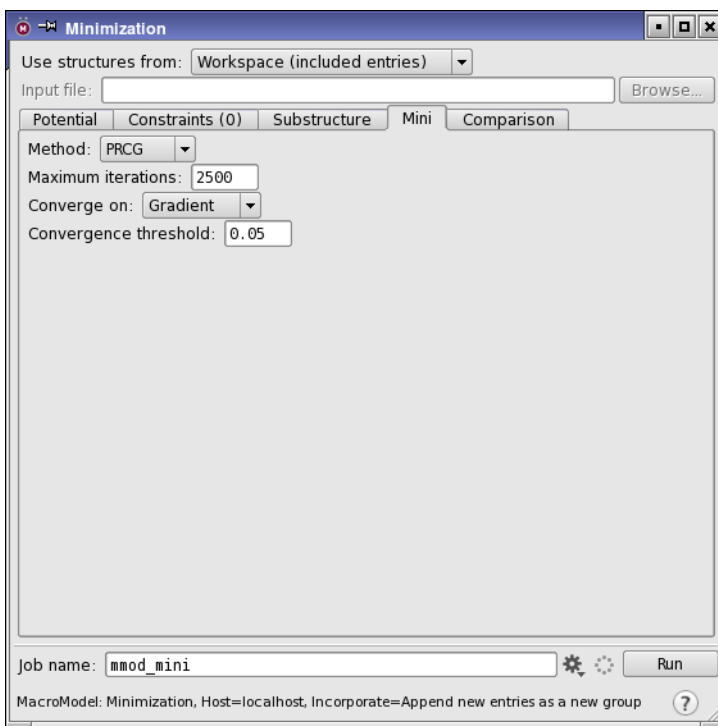 Minimization
Use structures from: Workspace (included entries)
Input file: Browse...
Potential Constraints (0) Substructure Mini Comparison
Method: PRCG
Maximum iterations: 2500
Converge on: Gradient
Convergence threshold: 0.05
Job name: mmod_mini Run
MacroModel: Minimization, Host=localhost, Incorporate=Append new entries as a new group ?